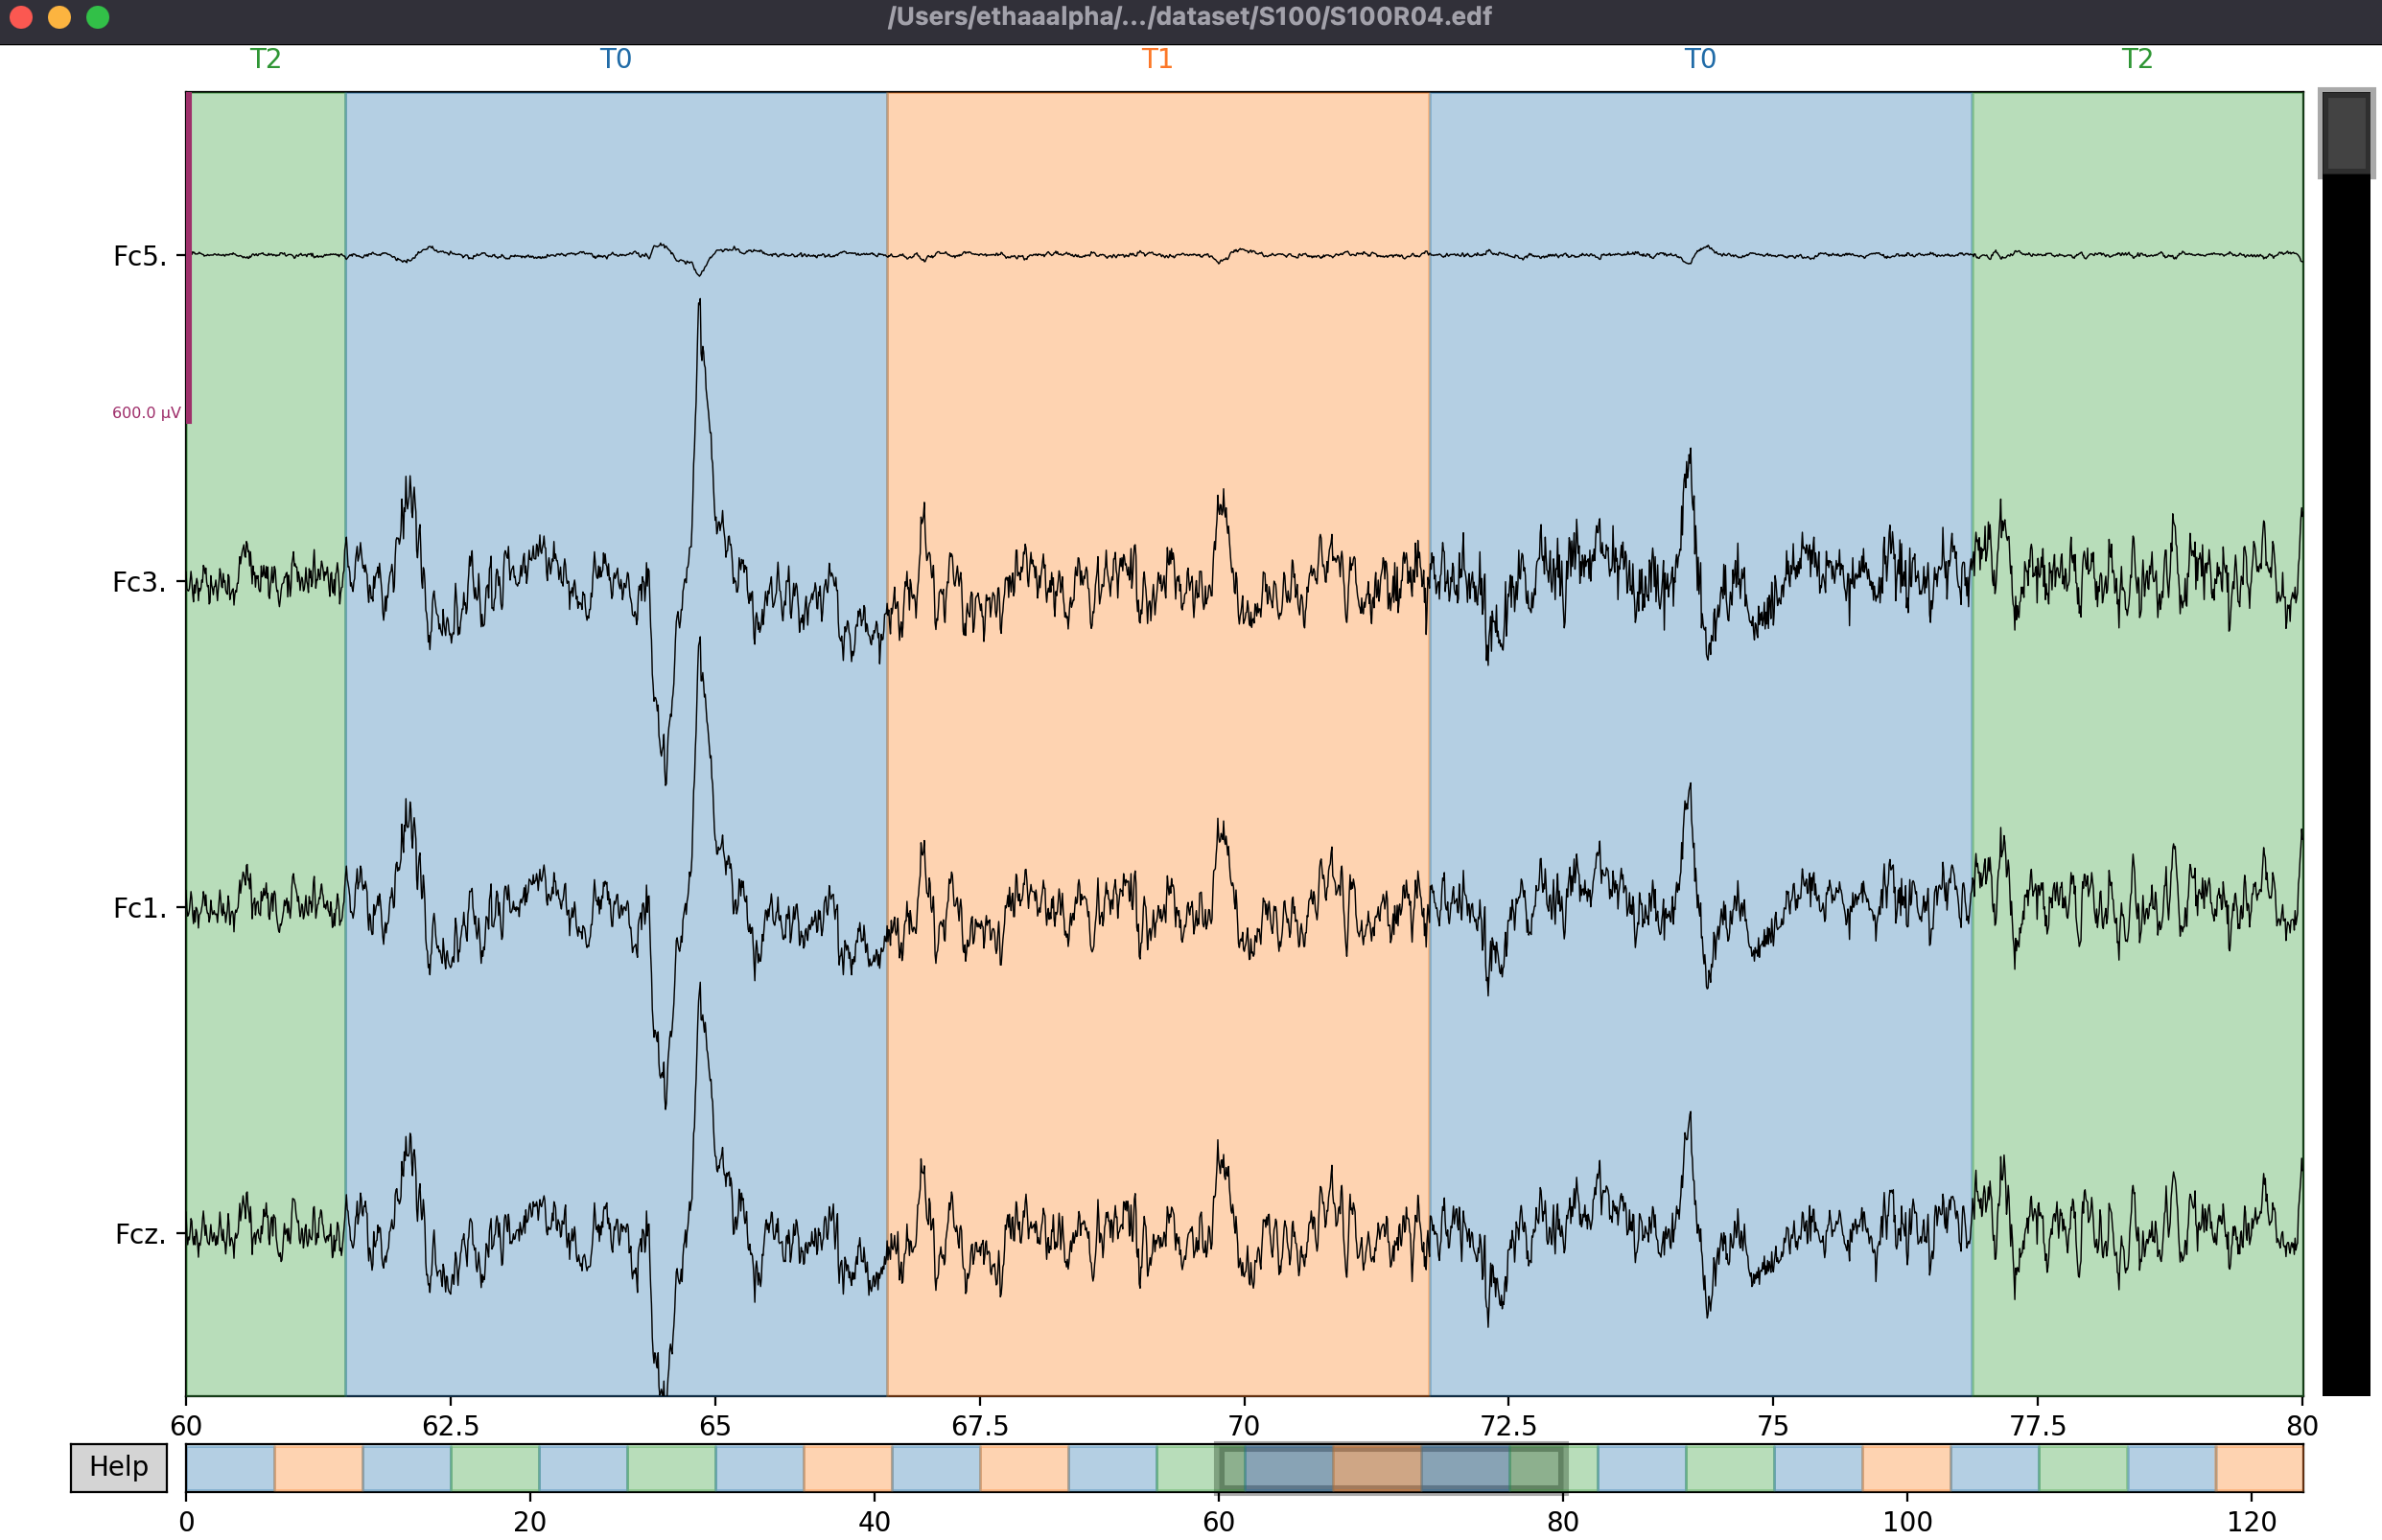 /Users/ethaaalpha/.../dataset/S100/S100R04.edf
T2 T0 T1 T0 T2
Fc5.
600.0 µV
Fc3.
Fc1.
Fcz.
60 62.5 65 67.5 70 72.5 75 77.5 80
Help
0 20 40 60 80 100 120